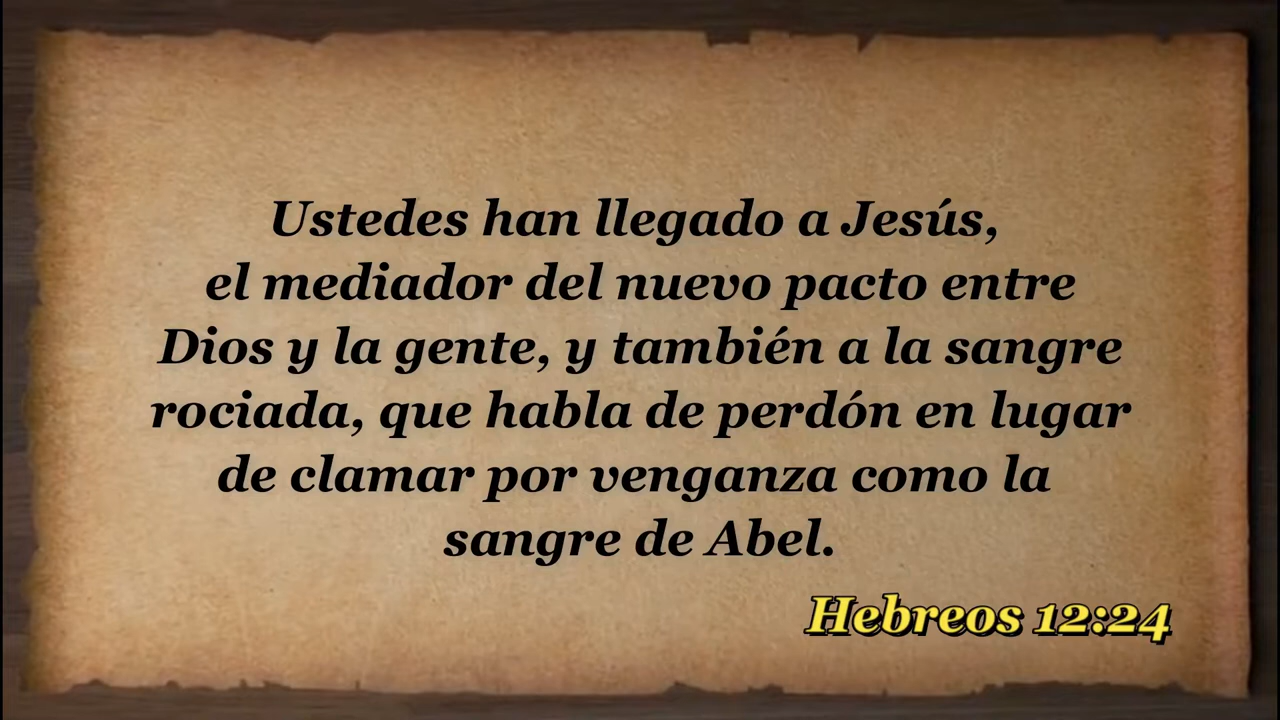 Ustedes han llegado a Jesús,
el mediador del nuevo pacto entre
Dios y la gente, y también a la sangre
rociada, que habla de perdón en lugar
de clamar por venganza como la
sangre de Abel.
Hebreos 12:24